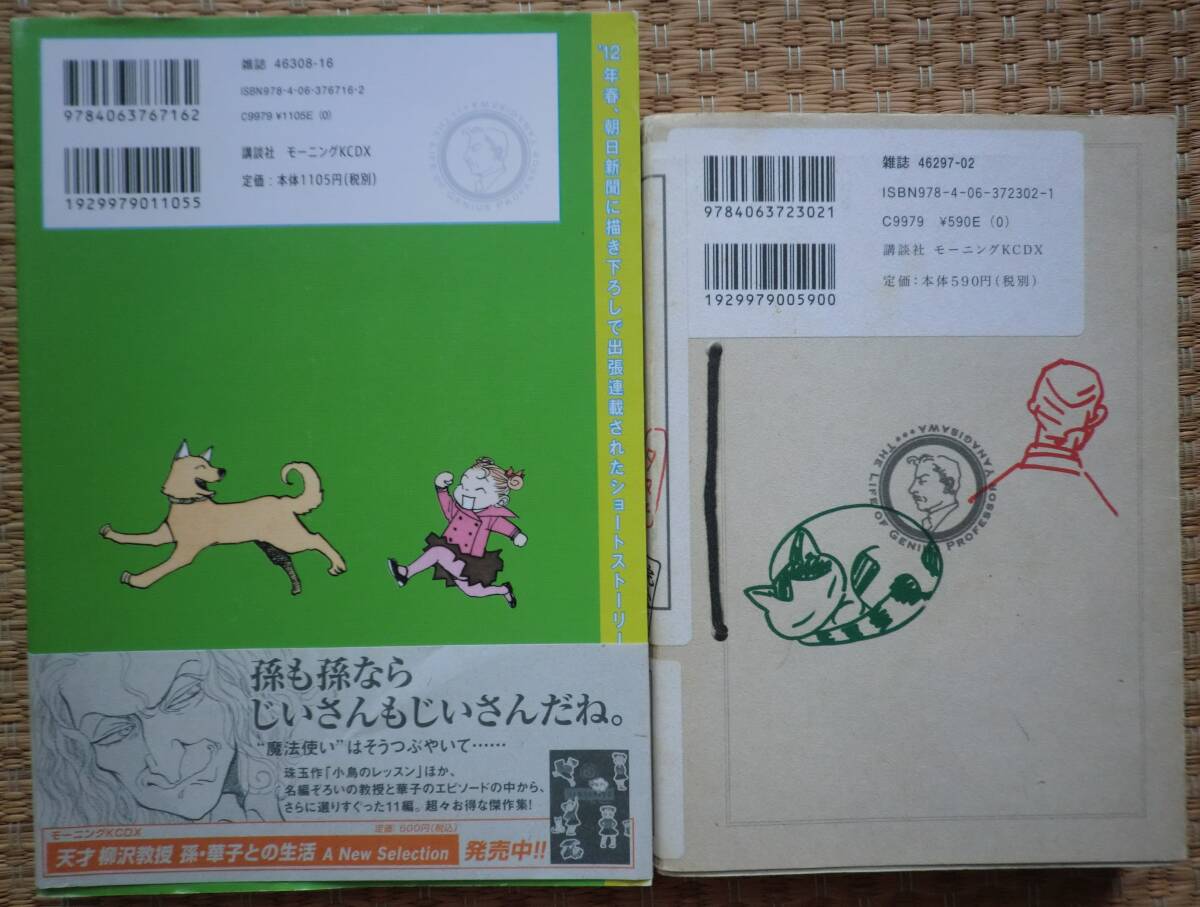 雑誌 46308-16
ISBN978-4-06-376716-2
C9979 ¥1105E (0)
講談社 モーニングKCDX
定価：本体1105円(税別)
9784063767162
1929979011055
'12年春、朝日新聞に描き下ろしで出張連載されたショートストーリー
孫も孫なら
じいさんもじいさんだね。
“魔法使い”はそうつぶやいて……
珠玉作「小鳥のレッスン」ほか、
名編そろいの教授と華子のエピソードの中から、
さらに選りすぐった11編。超々お得な傑作集!
モーニングKCDX
定価：600円(税込)
天才 柳沢教授 孫・華子との生活 A New Selection 発売中!!
雑誌 46297-02
ISBN978-4-06-372302-1
C9979 ¥590E (0)
講談社 モーニングKCDX
定価：本体590円(税別)
9784063723021
1929979005900
THE LIFE OF GENIUS PROFESSOR YANAGISAWA